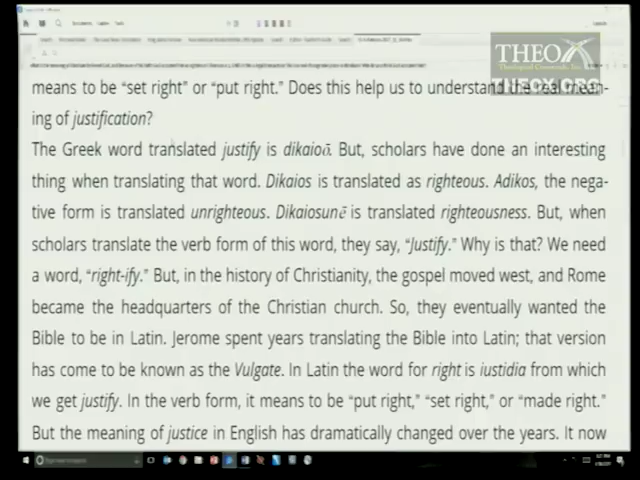 THEOX
THEOX.ORG
means to be "set right" or "put right." Does this help us to understand the real mean-
ing of justification?
The Greek word translated justify is dikaioō. But, scholars have done an interesting
thing when translating that word. Dikaios is translated as righteous. Adikos, the nega-
tive form is translated unrighteous. Dikaiosunē is translated righteousness. But, when
scholars translate the verb form of this word, they say, "Justify." Why is that? We need
a word, "right-ify." But, in the history of Christianity, the gospel moved west, and Rome
became the headquarters of the Christian church. So, they eventually wanted the
Bible to be in Latin. Jerome spent years translating the Bible into Latin; that version
has come to be known as the Vulgate. In Latin the word for right is iustidia from which
we get justify. In the verb form, it means to be "put right," "set right," or "made right."
But the meaning of justice in English has dramatically changed over the years. It now